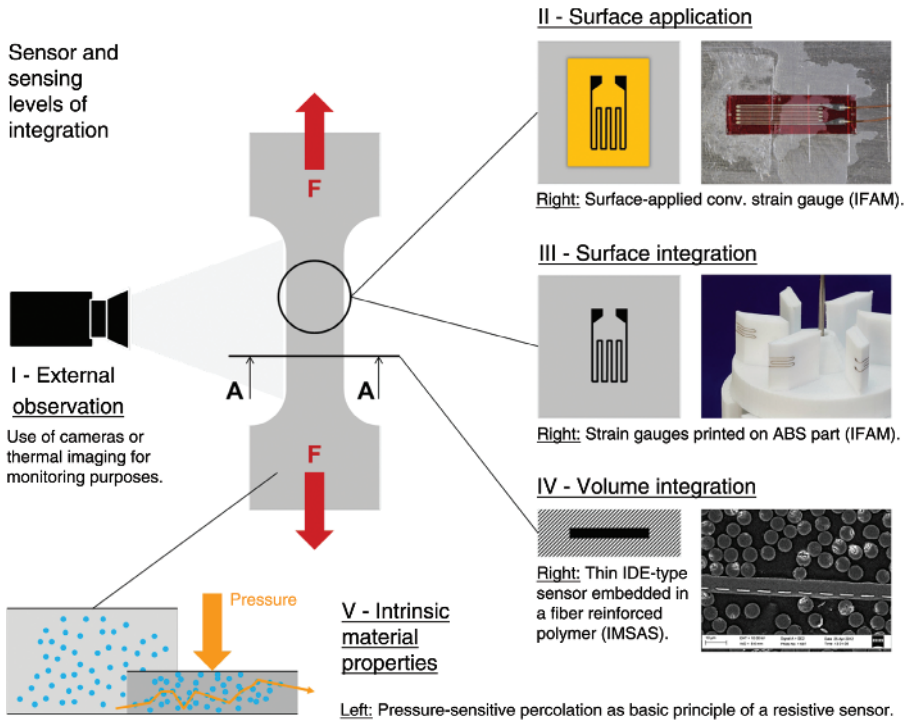 Sensor and
sensing
levels of
integration
F
I - External
observation
Use of cameras or
thermal imaging for
monitoring purposes.
A
A
F
II - Surface application
Right: Surface-applied conv. strain gauge (IFAM).
III - Surface integration
Right: Strain gauges printed on ABS part (IFAM).
IV - Volume integration
Right: Thin IDE-type
sensor embedded in
a fiber reinforced
polymer (IMSAS).
Pressure
V - Intrinsic
material
properties
Left: Pressure-sensitive percolation as basic principle of a resistive sensor.